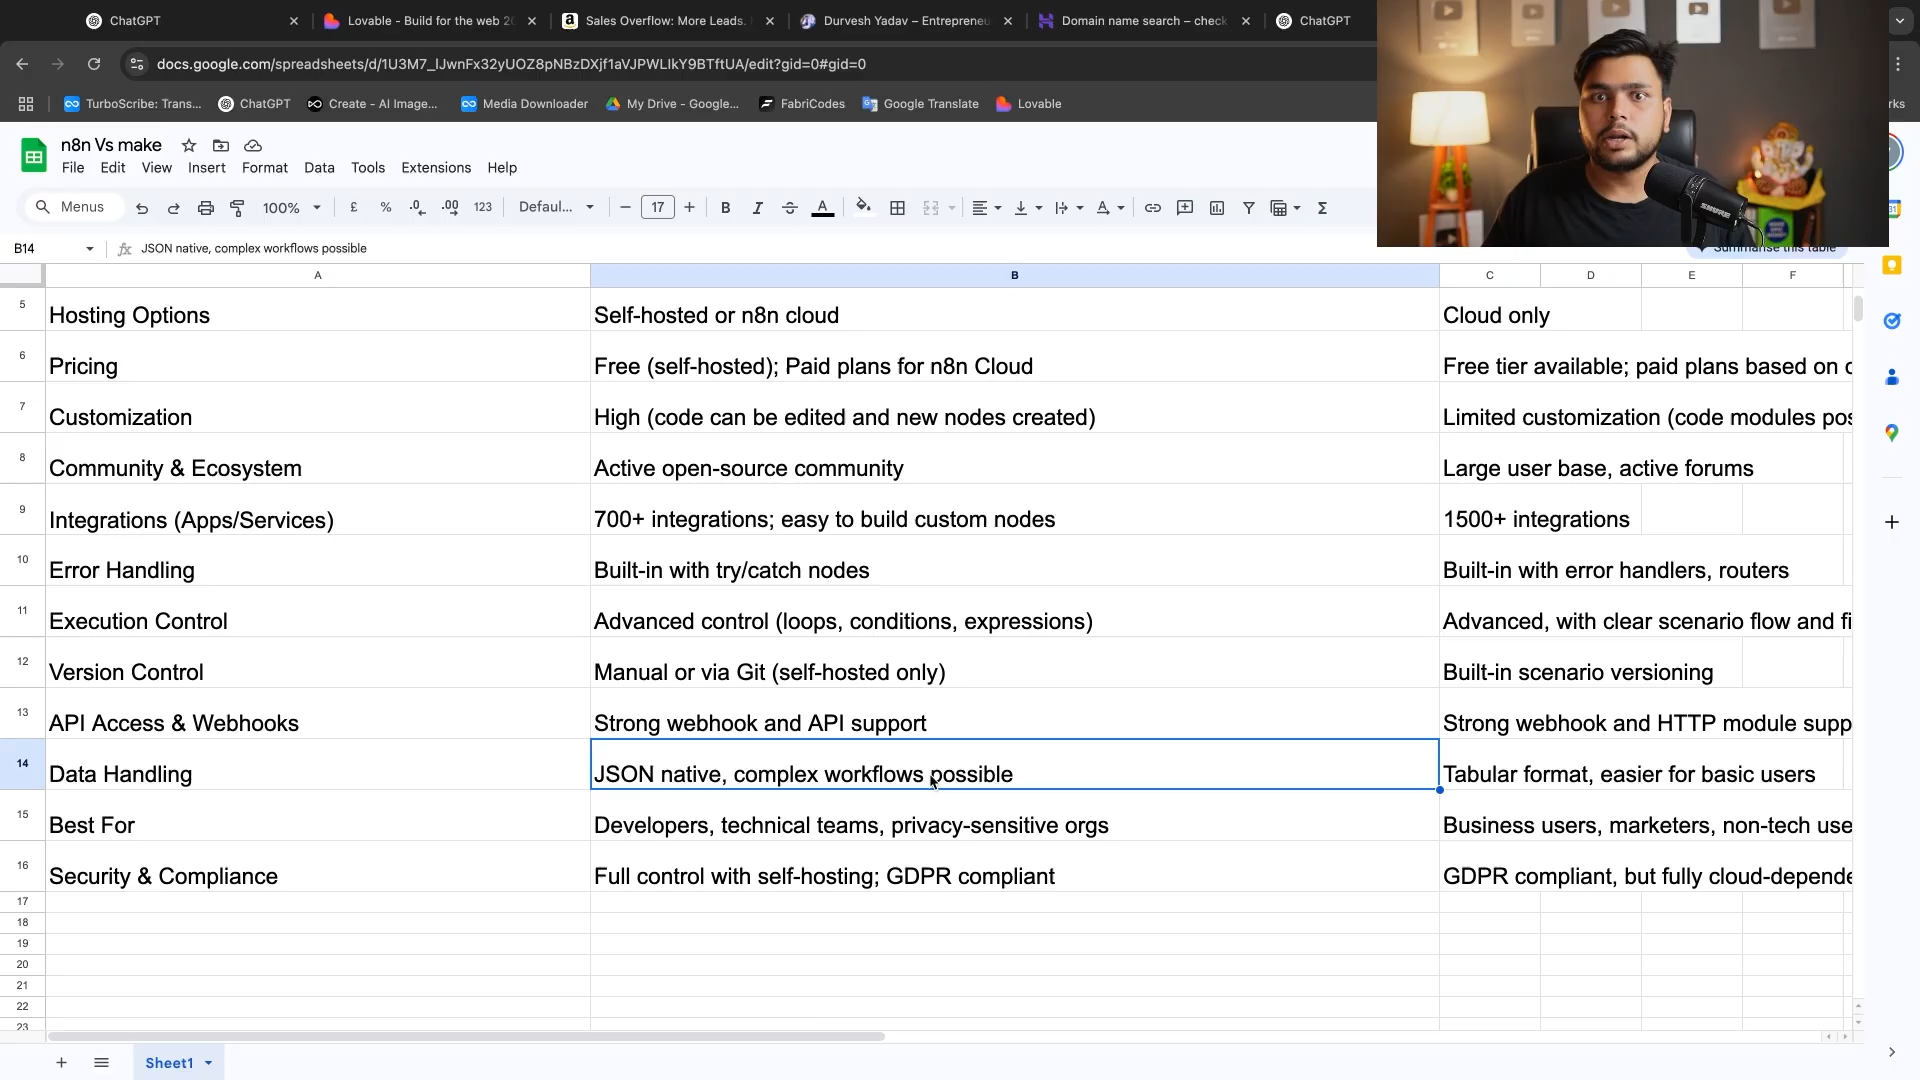 ChatGPT
Lovable - Build for the web 2
Sales Overflow: More Leads.
Durvesh Yadav – Entrepreneu
Domain name search – check
ChatGPT
docs.google.com/spreadsheets/d/1U3M7_IJwnFx32yUOZ8pNBzDXjf1aVJPWLIkY9BTftUA/edit?gid=0#gid=0
TurboScribe: Trans...
ChatGPT
Create - AI Image...
Media Downloader
My Drive - Google...
FabriCodes
Google Translate
Lovable
rks
n8n Vs make
File Edit View Insert Format Data Tools Extensions Help
Menus 100% £ % .0 .00 123 Defaul... 17 B I A Σ
SHURE
Summarise this table
B14 fx JSON native, complex workflows possible
A B C D E F
5 Hosting Options Self-hosted or n8n cloud Cloud only
6 Pricing Free (self-hosted); Paid plans for n8n Cloud Free tier available; paid plans based on
7 Customization High (code can be edited and new nodes created) Limited customization (code modules pos
8 Community & Ecosystem Active open-source community Large user base, active forums
9 Integrations (Apps/Services) 700+ integrations; easy to build custom nodes 1500+ integrations
10 Error Handling Built-in with try/catch nodes Built-in with error handlers, routers
11 Execution Control Advanced control (loops, conditions, expressions) Advanced, with clear scenario flow and fi
12 Version Control Manual or via Git (self-hosted only) Built-in scenario versioning
13 API Access & Webhooks Strong webhook and API support Strong webhook and HTTP module supp
14 Data Handling JSON native, complex workflows possible Tabular format, easier for basic users
15 Best For Developers, technical teams, privacy-sensitive orgs Business users, marketers, non-tech use
16 Security & Compliance Full control with self-hosting; GDPR compliant GDPR compliant, but fully cloud-depende
17
18
19
20
21
22
23
Sheet1